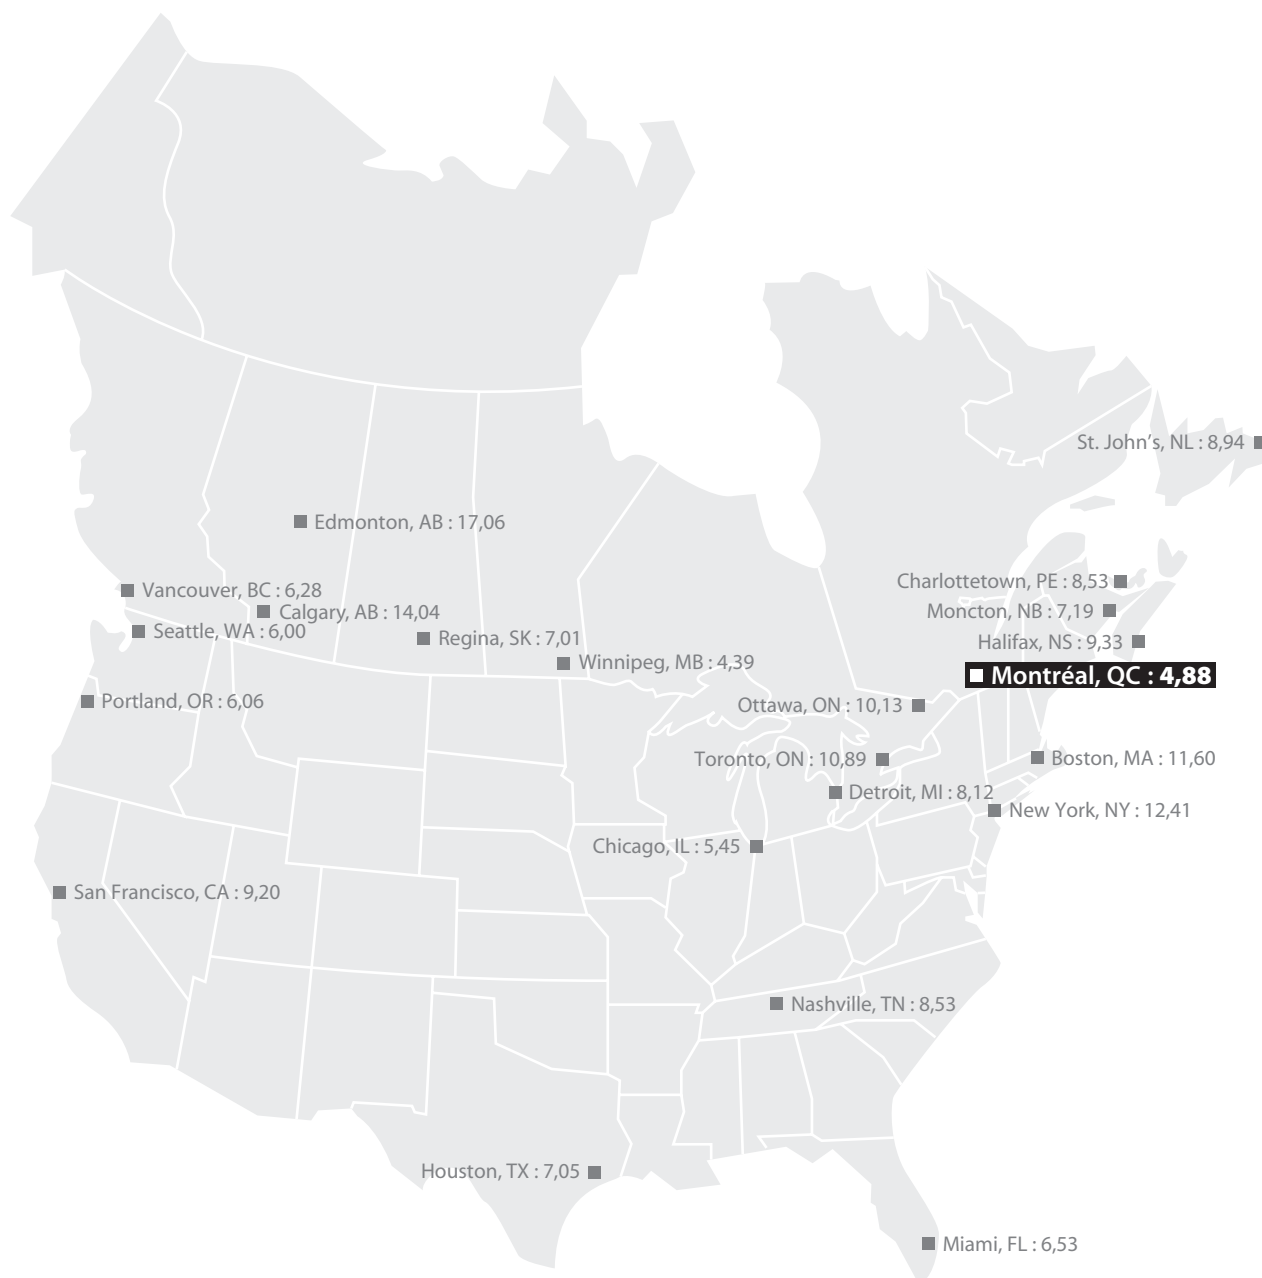 St. John’s, NL : 8,94
Edmonton, AB : 17,06
Charlottetown, PE : 8,53
Vancouver, BC : 6,28
Calgary, AB : 14,04
Moncton, NB : 7,19
Seattle, WA : 6,00
Regina, SK : 7,01
Halifax, NS : 9,33
Winnipeg, MB : 4,39
Montréal, QC : 4,88
Portland, OR : 6,06
Ottawa, ON : 10,13
Toronto, ON : 10,89
Boston, MA : 11,60
Detroit, MI : 8,12
New York, NY : 12,41
Chicago, IL : 5,45
San Francisco, CA : 9,20
Nashville, TN : 8,53
Houston, TX : 7,05
Miami, FL : 6,53